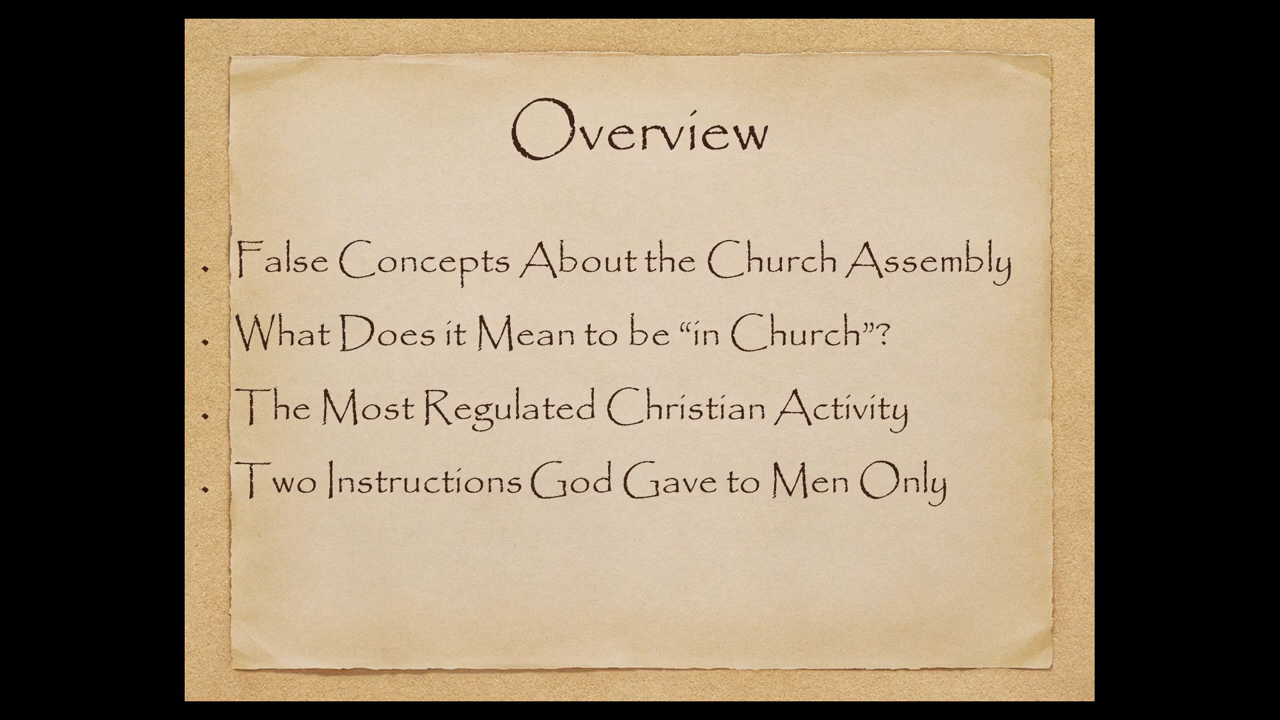 Overview
. False Concepts About the Church Assembly
. What Does it Mean to be “in Church”?
. The Most Regulated Christian Activity
. Two Instructions God Gave to Men Only